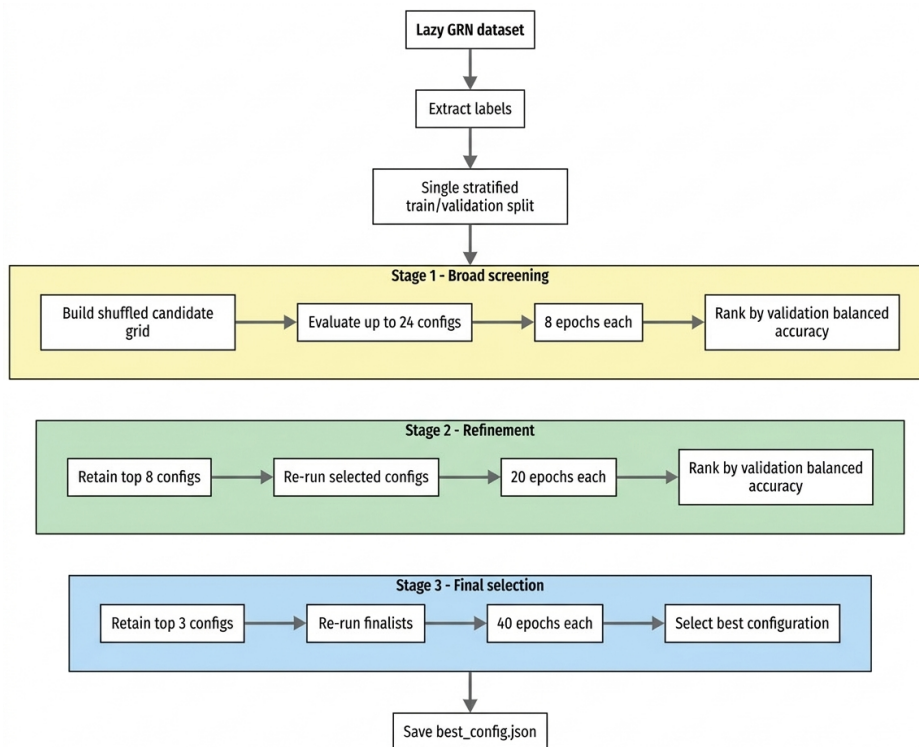 Lazy GRN dataset
Extract labels
Single stratified
train/validation split
Stage 1 - Broad screening
Build shuffled candidate
grid
Evaluate up to 24 configs
8 epochs each
Rank by validation balanced
accuracy
Stage 2 - Refinement
Retain top 8 configs
Re-run selected configs
20 epochs each
Rank by validation balanced
accuracy
Stage 3 - Final selection
Retain top 3 configs
Re-run finalists
40 epochs each
Select best configuration
Save best_config.json